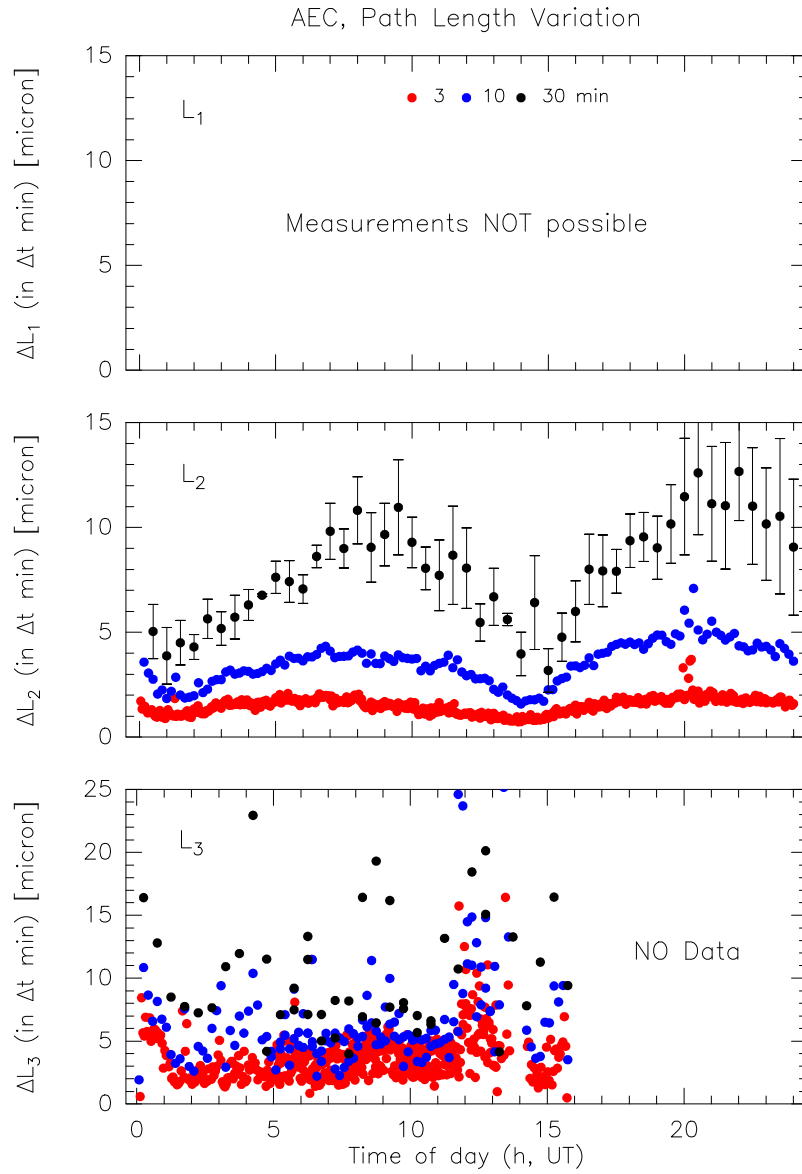 AEC, Path Length Variation
15
10
5
0
ΔL₁ (in Δt min) [micron]
L₁
3 10 30 min
Measurements NOT possible
15
10
5
0
ΔL₂ (in Δt min) [micron]
L₂
25
20
15
10
5
0
ΔL₃ (in Δt min) [micron]
L₃
NO Data
0 5 10 15 20
Time of day (h, UT)